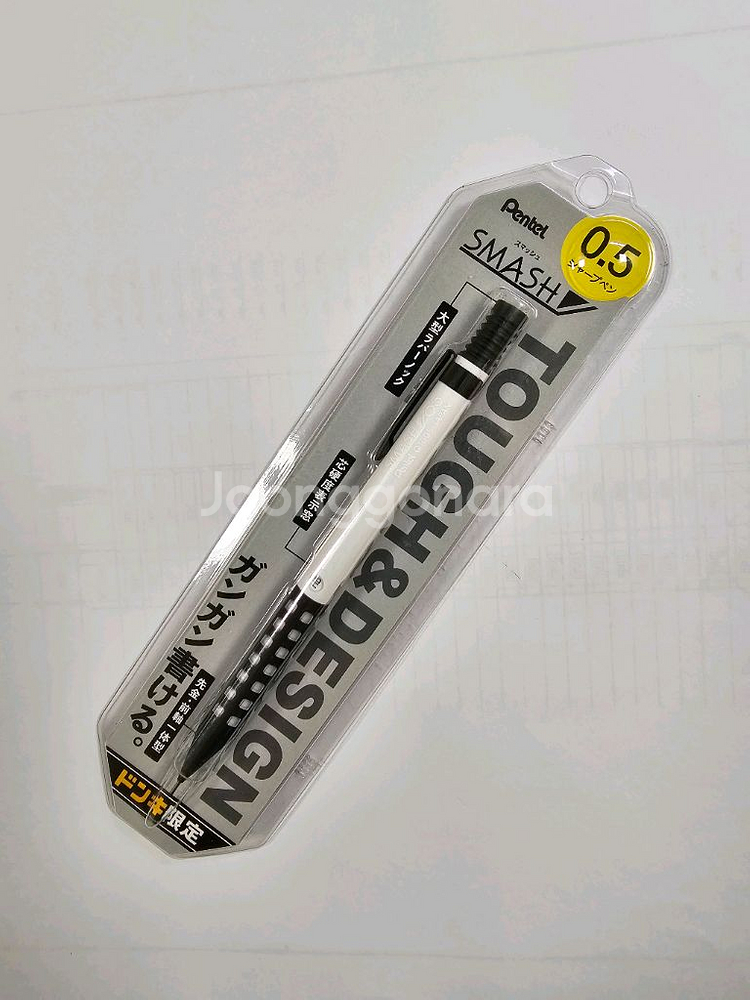 Pentel
スマッシュ
SMASH
0.5
シャープペン
大型ラバーノック
芯硬度表示窓
TOUGH&DESIGN
ガンガン書ける。
先金・前軸一体型
ドンキ限定
Joonggonara